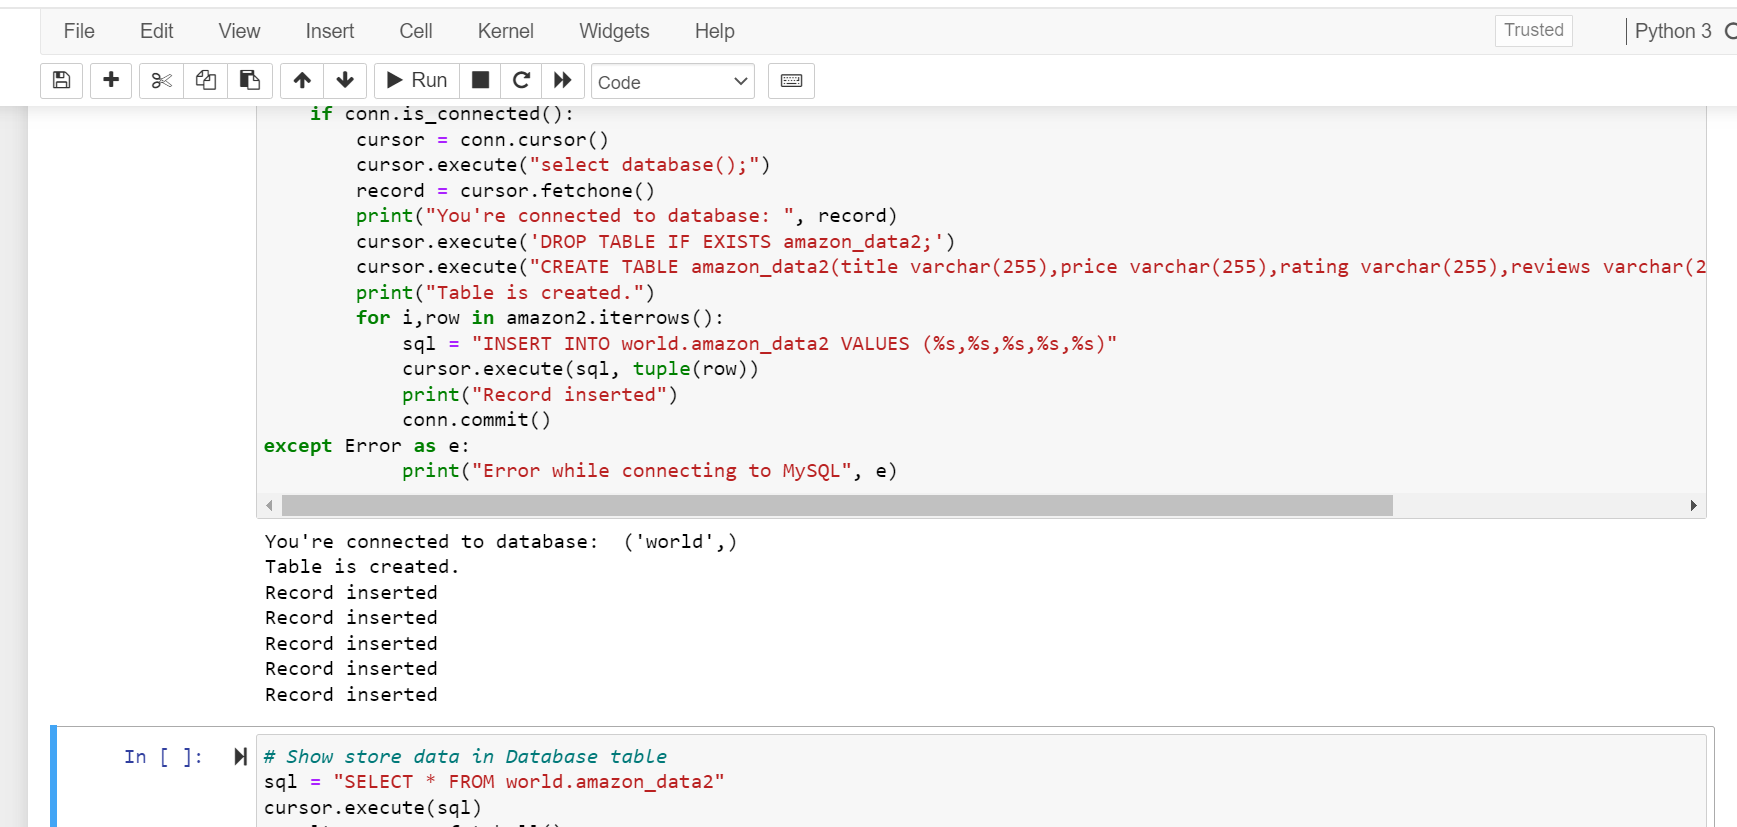 File Edit View Insert Cell Kernel Widgets Help Trusted Python 3
Run Code
    if conn.is_connected():
        cursor = conn.cursor()
        cursor.execute("select database();")
        record = cursor.fetchone()
        print("You're connected to database: ", record)
        cursor.execute('DROP TABLE IF EXISTS amazon_data2;')
        cursor.execute("CREATE TABLE amazon_data2(title varchar(255),price varchar(255),rating varchar(255),reviews varchar(2
        print("Table is created.")
        for i,row in amazon2.iterrows():
            sql = "INSERT INTO world.amazon_data2 VALUES (%s,%s,%s,%s,%s)"
            cursor.execute(sql, tuple(row))
            print("Record inserted")
            conn.commit()
except Error as e:
            print("Error while connecting to MySQL", e)
You're connected to database:  ('world',)
Table is created.
Record inserted
Record inserted
Record inserted
Record inserted
Record inserted
In [ ]:
# Show store data in Database table
sql = "SELECT * FROM world.amazon_data2"
cursor.execute(sql)